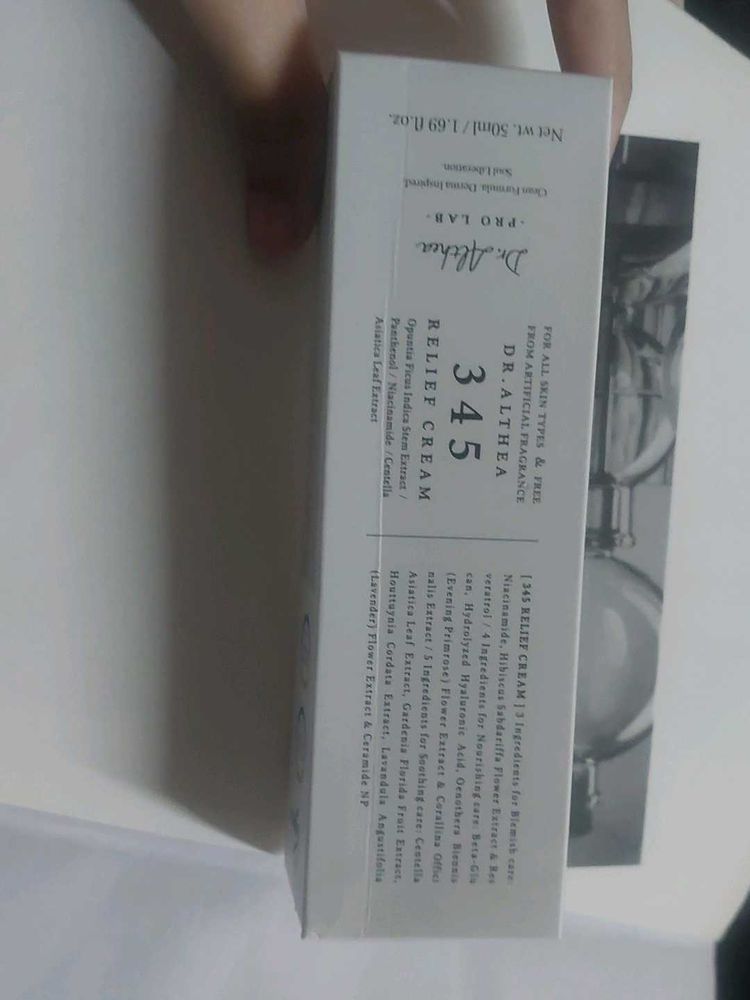 Net wt. 50ml / 1.69 fl.oz.
Clean Formula. Derma Inspired.
Soul Liberation.
- PRO LAB -
Dr. Althea
FOR ALL SKIN TYPES & FREE
FROM ARTIFICIAL FRAGRANCE
DR.ALTHEA
345
RELIEF CREAM
Opuntia Ficus Indica Stem Extract /
Panthenol / Niacinamide / Centella
Asiatica Leaf Extract
[ 345 RELIEF CREAM ] 3 Ingredients for Blemish care:
Niacinamide, Hibiscus Sabdariffa Flower Extract & Res
veratrol / 4 Ingredients for Nourishing care: Beta-Glu
can, Hydrolyzed Hyaluronic Acid, Oenothera Biennis
(Evening Primrose) Flower Extract & Corallina Offici
nalis Extract / 5 Ingredients for Soothing care: Centella
Asiatica Leaf Extract, Gardenia Florida Fruit Extract,
Houttuynia Cordata Extract, Lavandula Angustifolia
(Lavender) Flower Extract & Ceramide NP